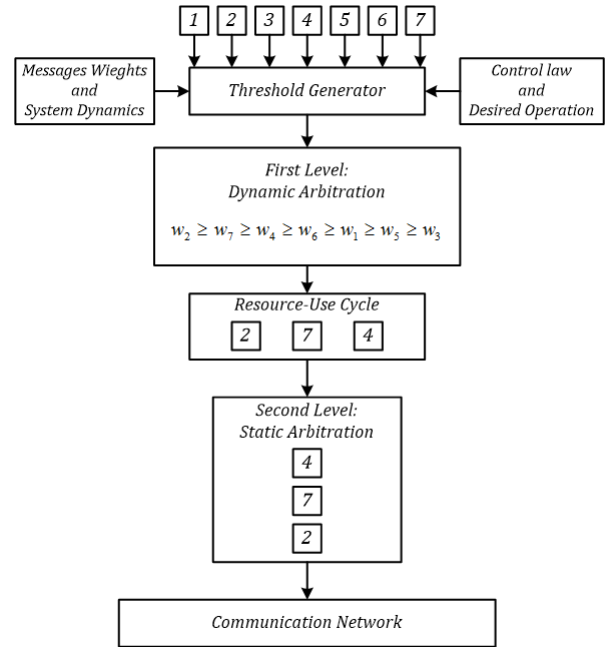 1 2 3 4 5 6 7
Messages Wieghts
and
System Dynamics
Threshold Generator
Control law
and
Desired Operation
First Level:
Dynamic Arbitration
w₂ ≥ w₇ ≥ w₄ ≥ w₆ ≥ w₁ ≥ w₅ ≥ w₃
Resource-Use Cycle
2 7 4
Second Level:
Static Arbitration
4
7
2
Communication Network